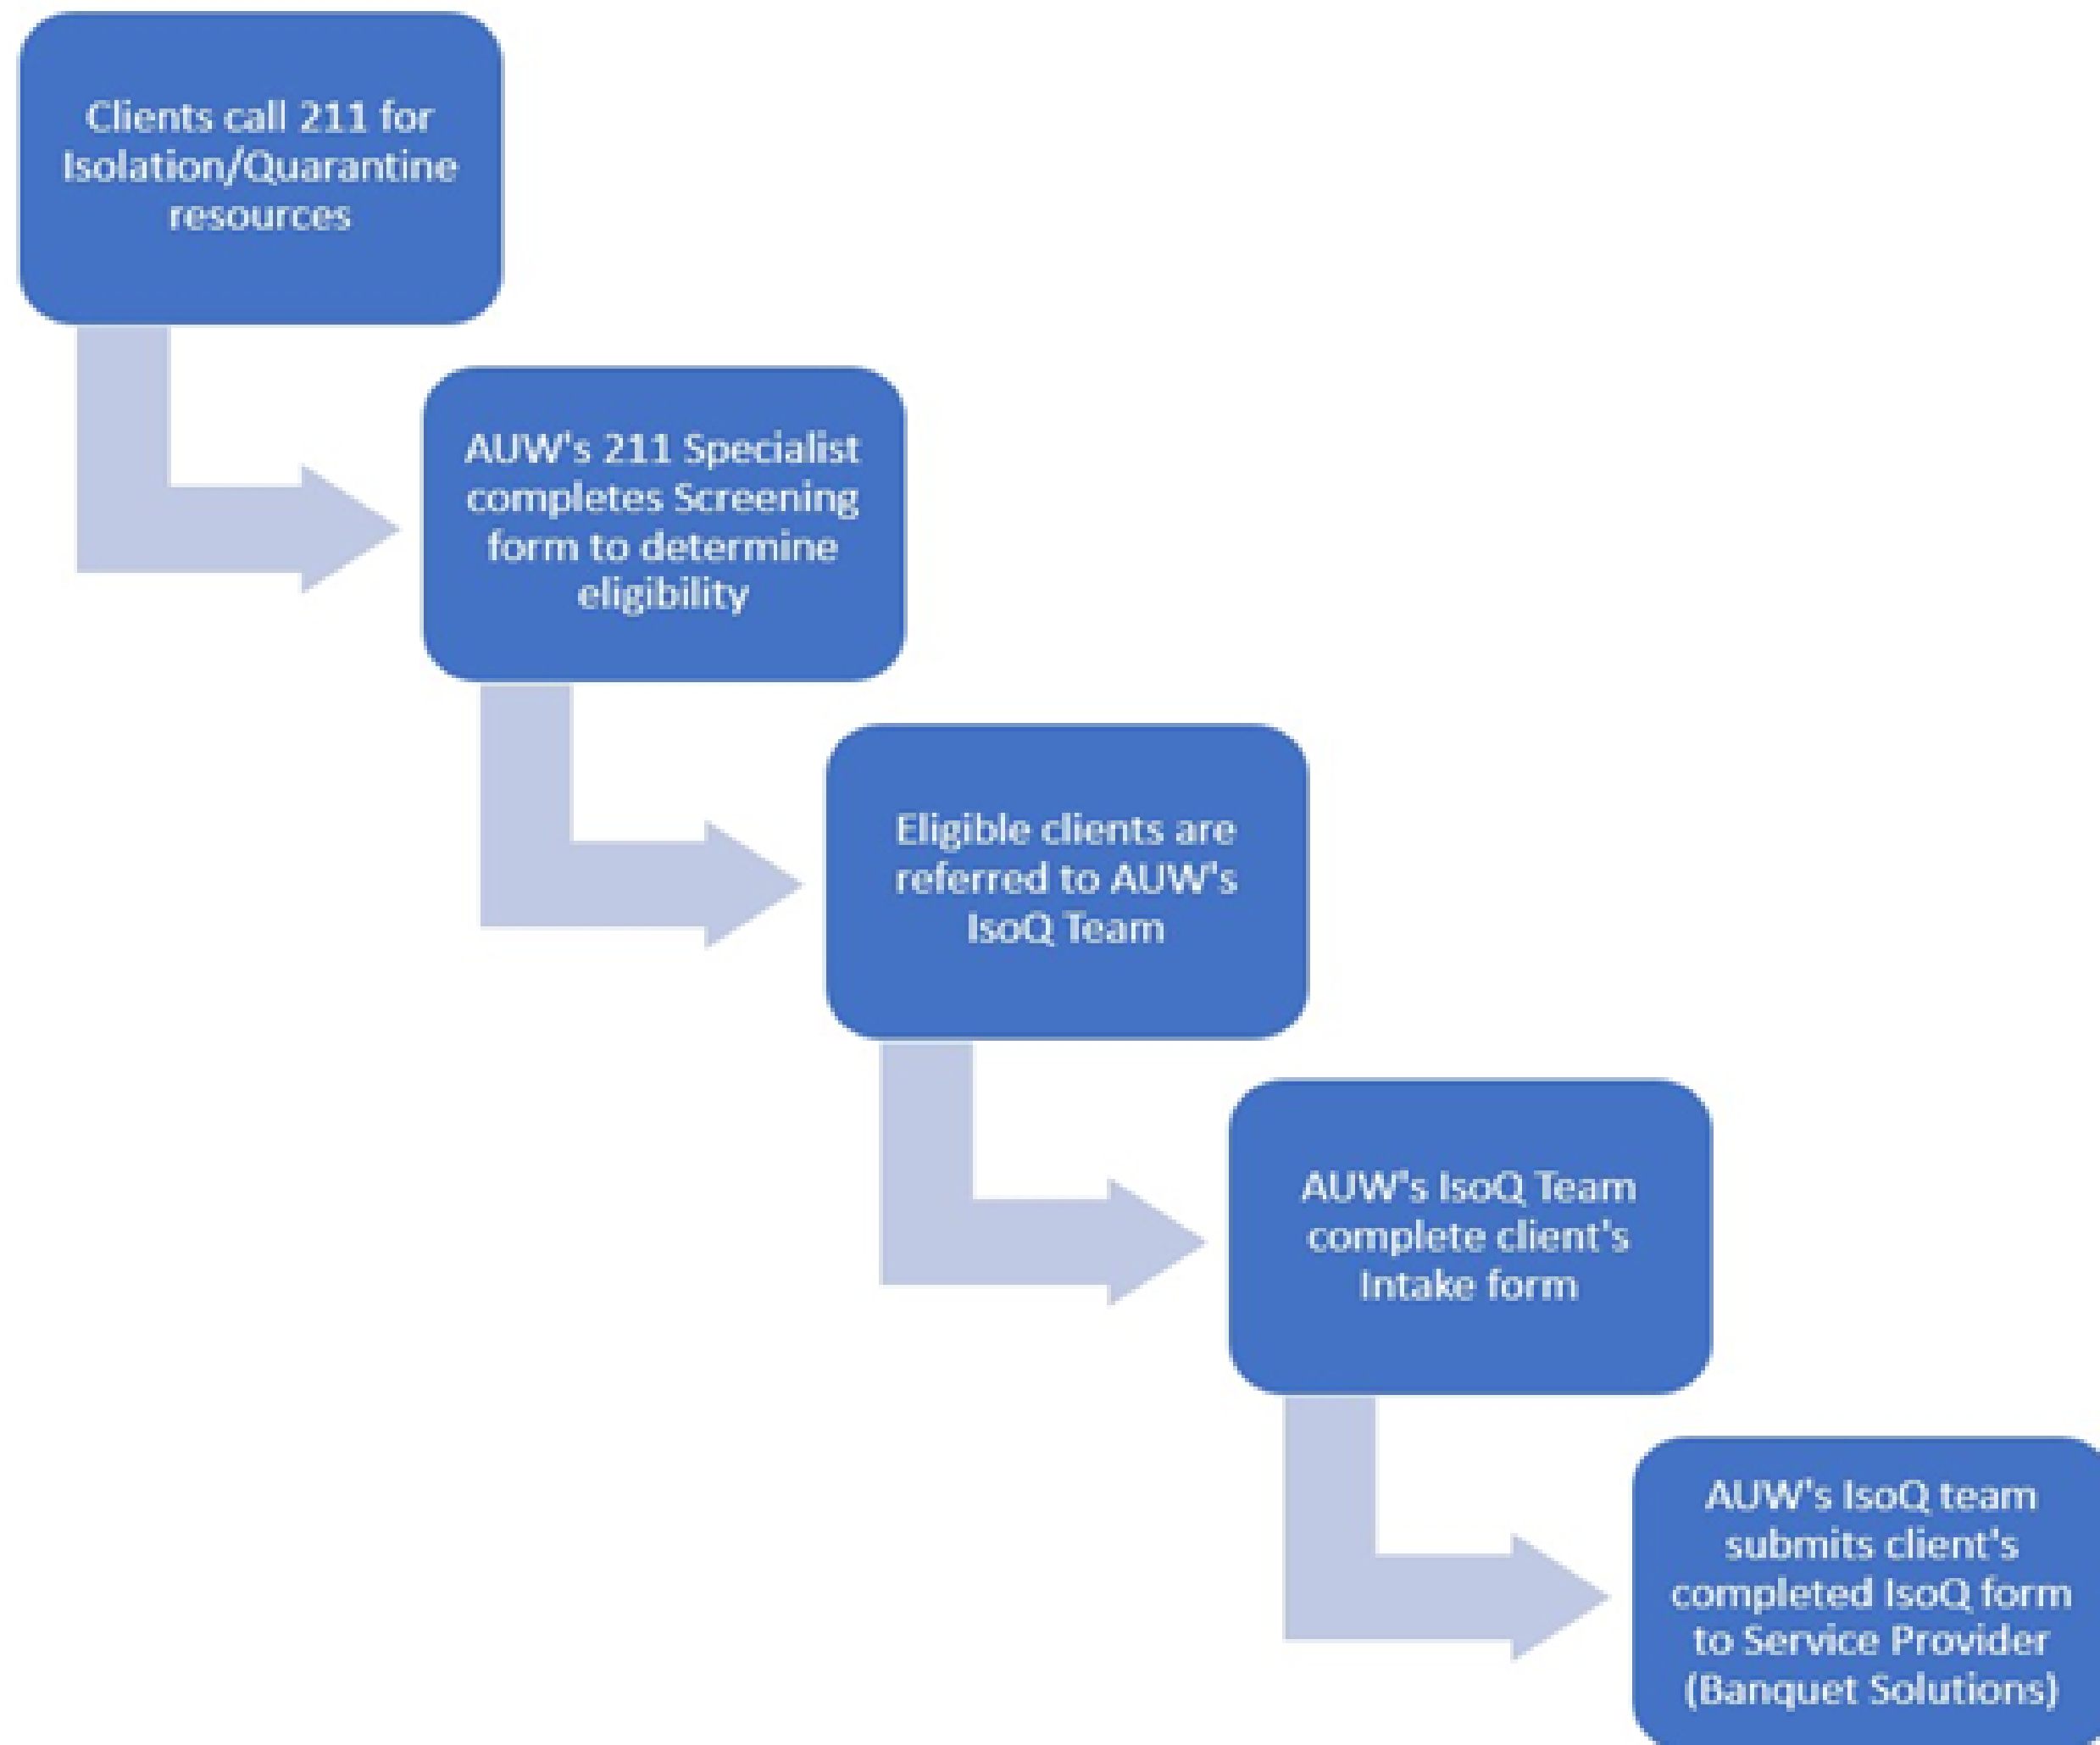 Clients call 211 for
Isolation/Quarantine
resources
AUW's 211 Specialist
completes Screening
form to determine
eligibility
Eligible clients are
referred to AUW's
IsoQ Team
AUW's IsoQ Team
complete client's
Intake form
AUW's IsoQ team
submits client's
completed IsoQ form
to Service Provider
(Banquet Solutions)